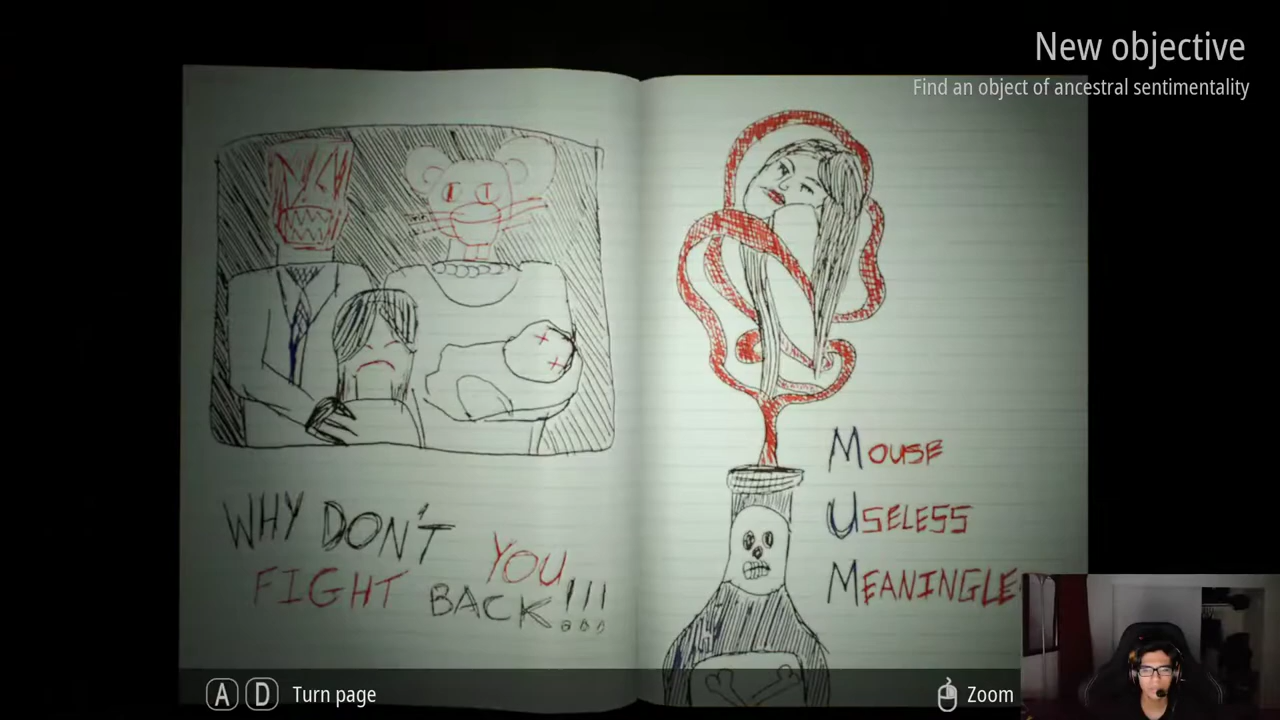 New objective
Find an object of ancestral sentimentality
WHY DON'T YOU
FIGHT BACK!!!
MOUSE
USELESS
MEANINGLE
A D Turn page
Zoom